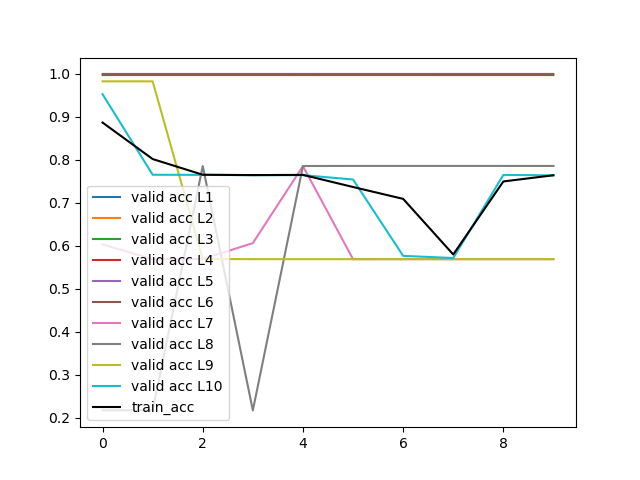 1.0
0.9
0.8
0.7
0.6
0.5
0.4
0.3
0.2
valid acc L1
valid acc L2
valid acc L3
valid acc L4
valid acc L5
valid acc L6
valid acc L7
valid acc L8
valid acc L9
valid acc L10
train_acc
0 2 4 6 8